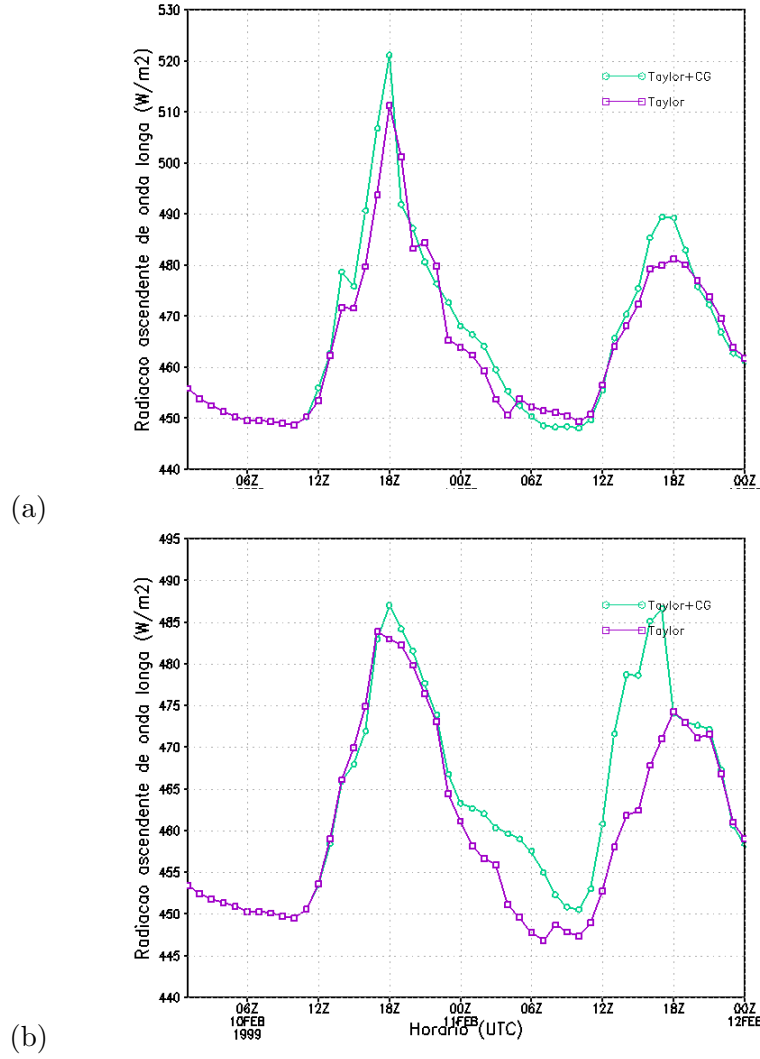 530
520
510
500
490
480
470
460
450
440
Radiacao ascendente de onda longa (W/m2)
Taylor+CG
Taylor
06Z 12Z 18Z 00Z 06Z 12Z 18Z 00Z
(a)
495
490
485
480
475
470
465
460
455
450
445
440
Radiacao ascendente de onda longa (W/m2)
Taylor+CG
Taylor
06Z 12Z 18Z 00Z 06Z 12Z 18Z 00Z
10FEB 11FEB 12FEB
1999
Horario (UTC)
(b)